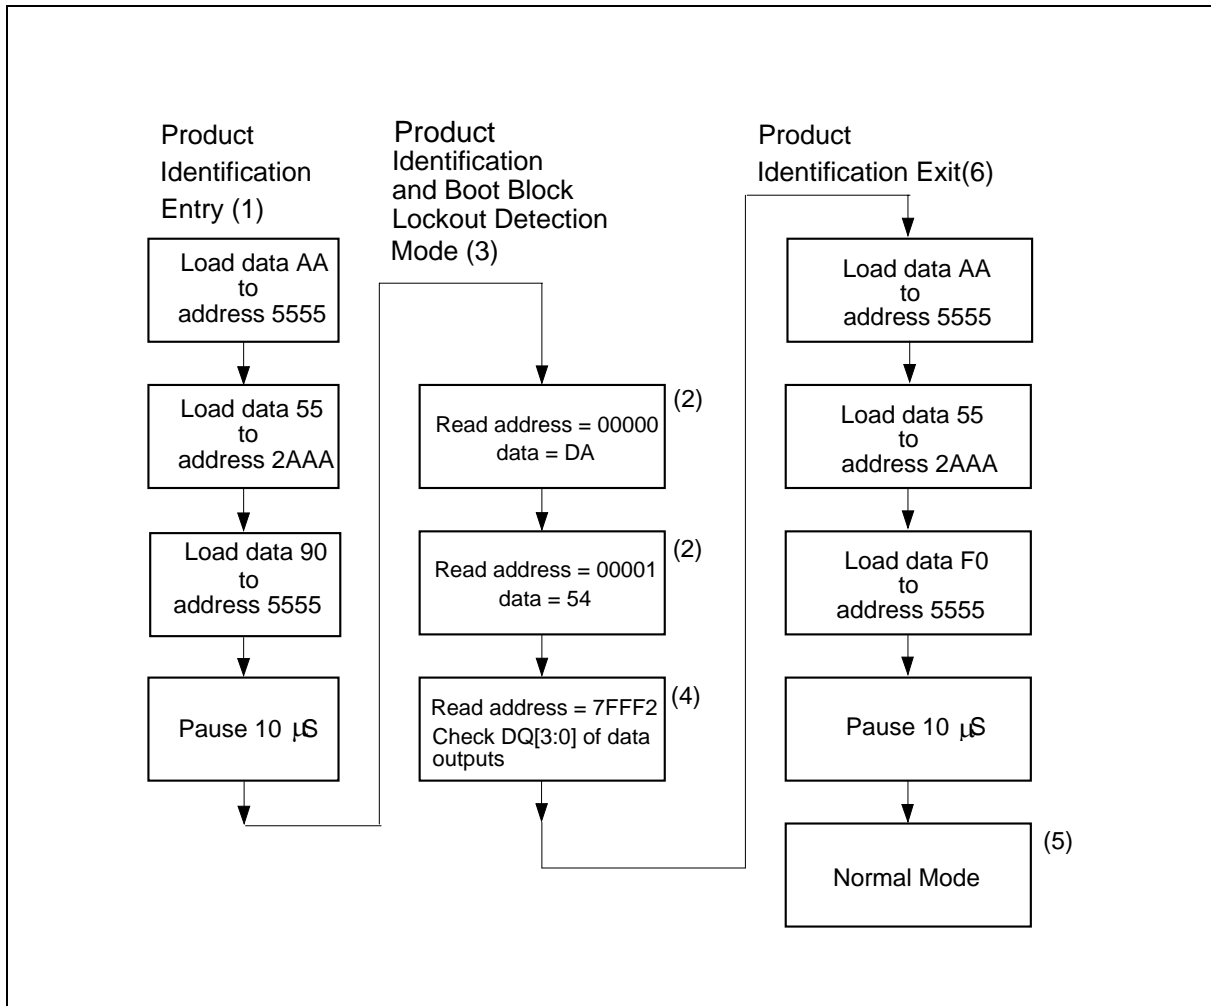 Product
Identification
Entry (1)
Load data AA
to
address 5555
Load data 55
to
address 2AAA
Load data 90
to
address 5555
Pause 10 μS
Product
Identification
and Boot Block
Lockout Detection
Mode (3)
Read address = 00000
data = DA
(2)
Read address = 00001
data = 54
(2)
Read address = 7FFF2
Check DQ[3:0] of data
outputs
(4)
Product
Identification Exit(6)
Load data AA
to
address 5555
Load data 55
to
address 2AAA
Load data F0
to
address 5555
Pause 10 μS
Normal Mode
(5)